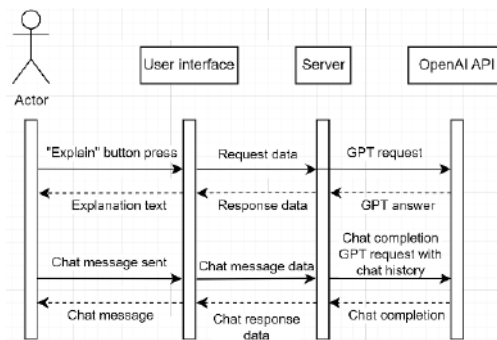 User interface
Server
OpenAI API
Actor
"Explain" button press
Request data
GPT request
Explanation text
Response data
GPT answer
Chat message sent
Chat message data
Chat completion
GPT request with
chat history
Chat message
Chat response
data
Chat completion